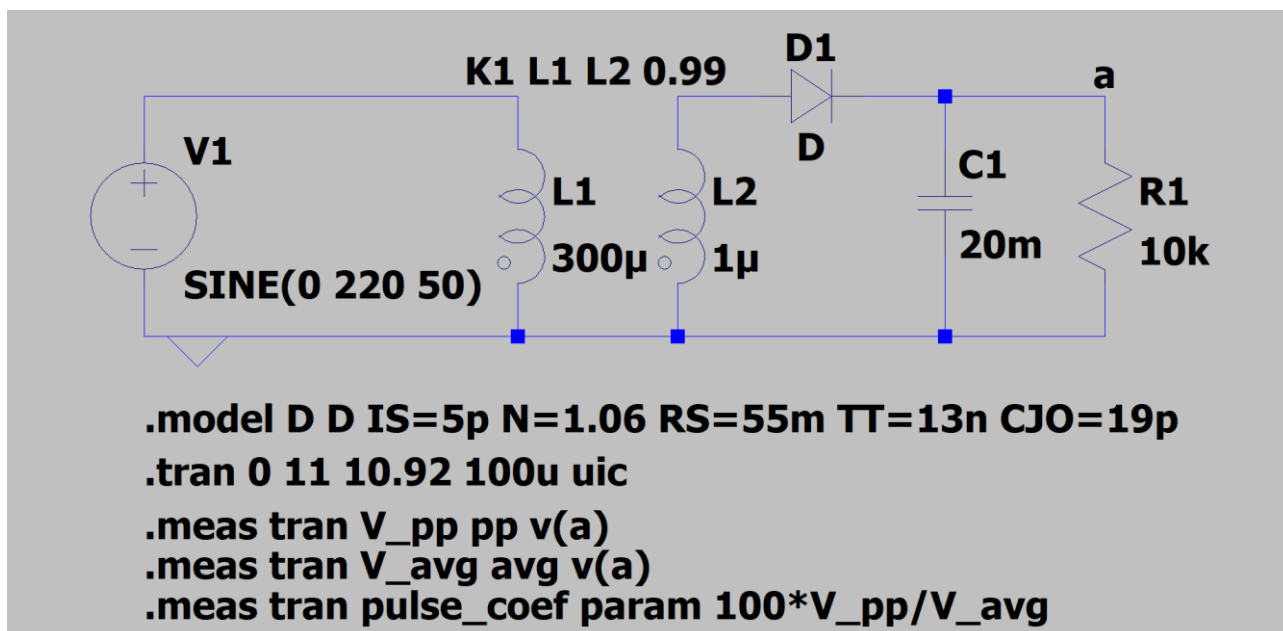 D1
K1 L1 L2 0.99
a
V1
D
C1
L1
L2
R1
20m
300µ
1µ
10k
SINE(0 220 50)
.model D D IS=5p N=1.06 RS=55m TT=13n CJO=19p
.tran 0 11 10.92 100u uic
.meas tran V_pp pp v(a)
.meas tran V_avg avg v(a)
.meas tran pulse_coef param 100*V_pp/V_avg